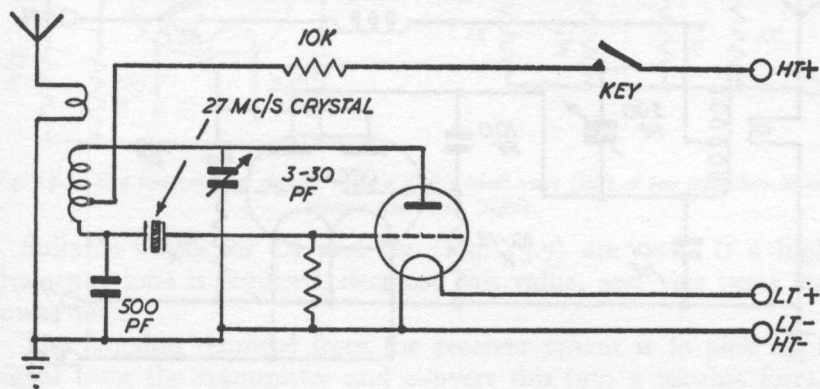 10K
HT+
KEY
27 MC/S CRYSTAL
3-30
PF
500
PF
LT+
LT-
HT-